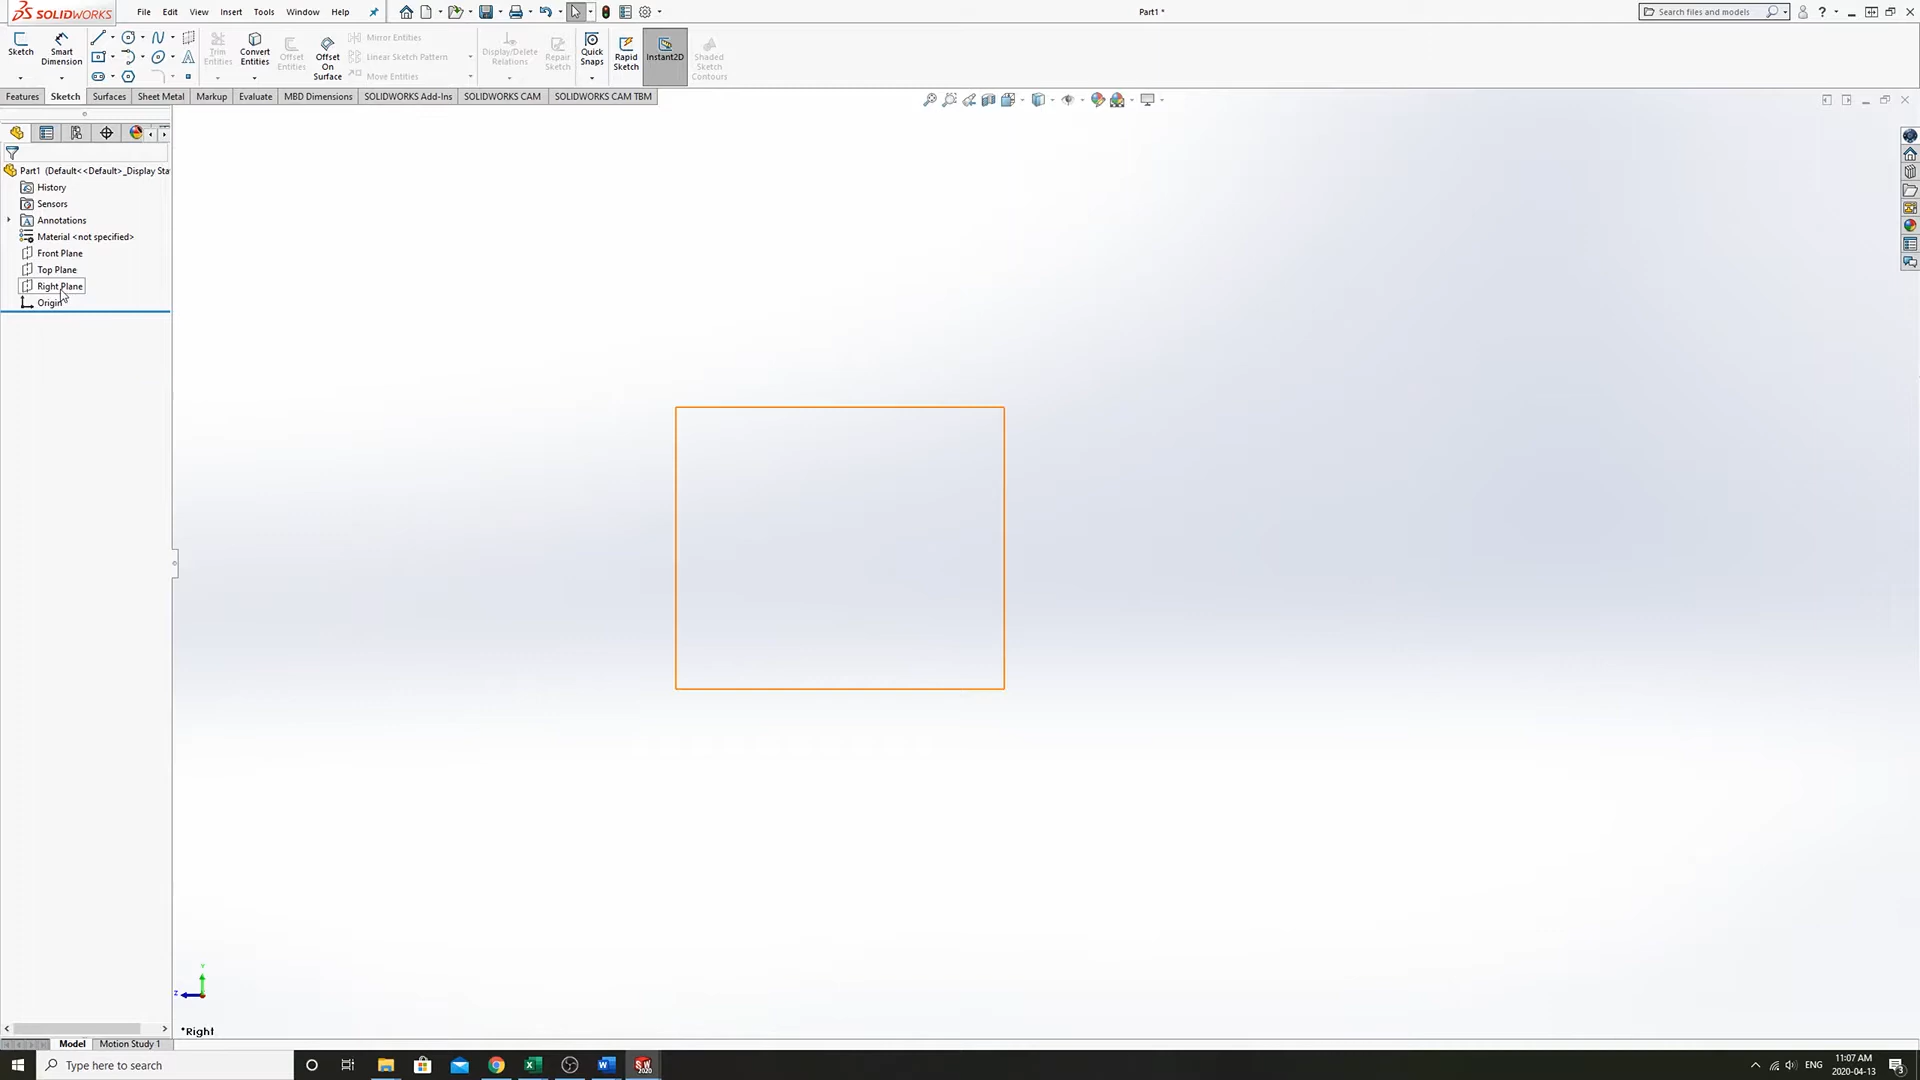 SOLIDWORKS File Edit View Insert Tools Window Help Part1 * Search files and models
Sketch Smart Dimension Trim Entities Convert Entities Offset Entities Offset On Surface Mirror Entities Linear Sketch Pattern Move Entities Display/Delete Relations Repair Sketch Quick Snaps Rapid Sketch Instant2D Shaded Sketch Contours
Features Sketch Surfaces Sheet Metal Markup Evaluate MBD Dimensions SOLIDWORKS Add-Ins SOLIDWORKS CAM SOLIDWORKS CAM TBM
Part1 (Default<<Default>_Display Sta
History
Sensors
Annotations
Material <not specified>
Front Plane
Top Plane
Right Plane
Origin
Y
Z
*Right
Model Motion Study 1
Type here to search
ENG
11:07 AM
2020-04-13